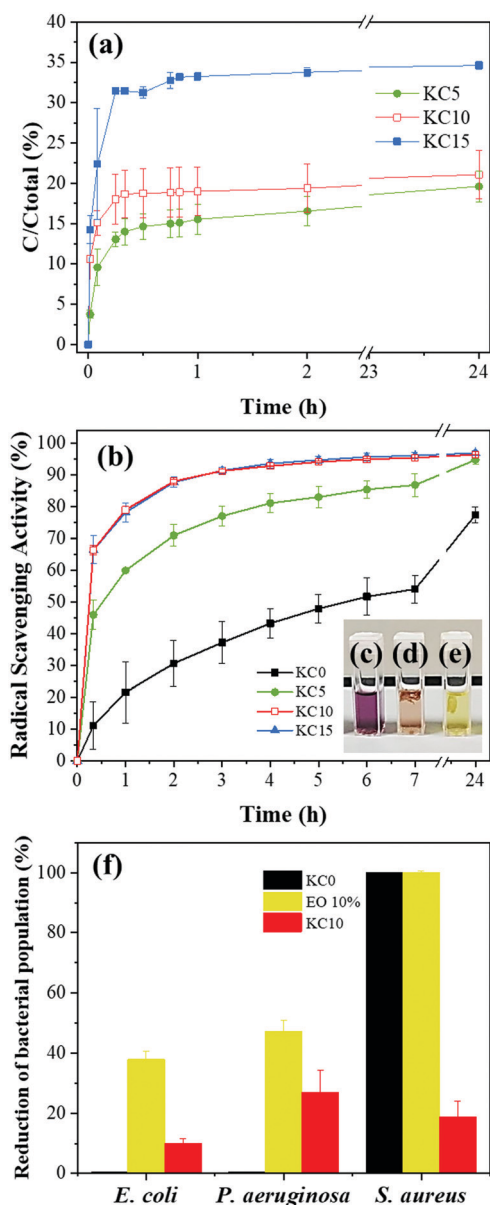 (a)
C/Ctotal (%)
40
35
30
25
20
15
10
5
0
KC5
KC10
KC15
0 1 2 23 24
Time (h)
(b)
Radical Scavenging Activity (%)
100
90
80
70
60
50
40
30
20
10
0
KC0
KC5
KC10
KC15
(c) (d) (e)
0 1 2 3 4 5 6 7 24
Time (h)
(f)
Reduction of bacterial population (%)
100
80
60
40
20
0
KC0
EO 10%
KC10
E. coli P. aeruginosa S. aureus